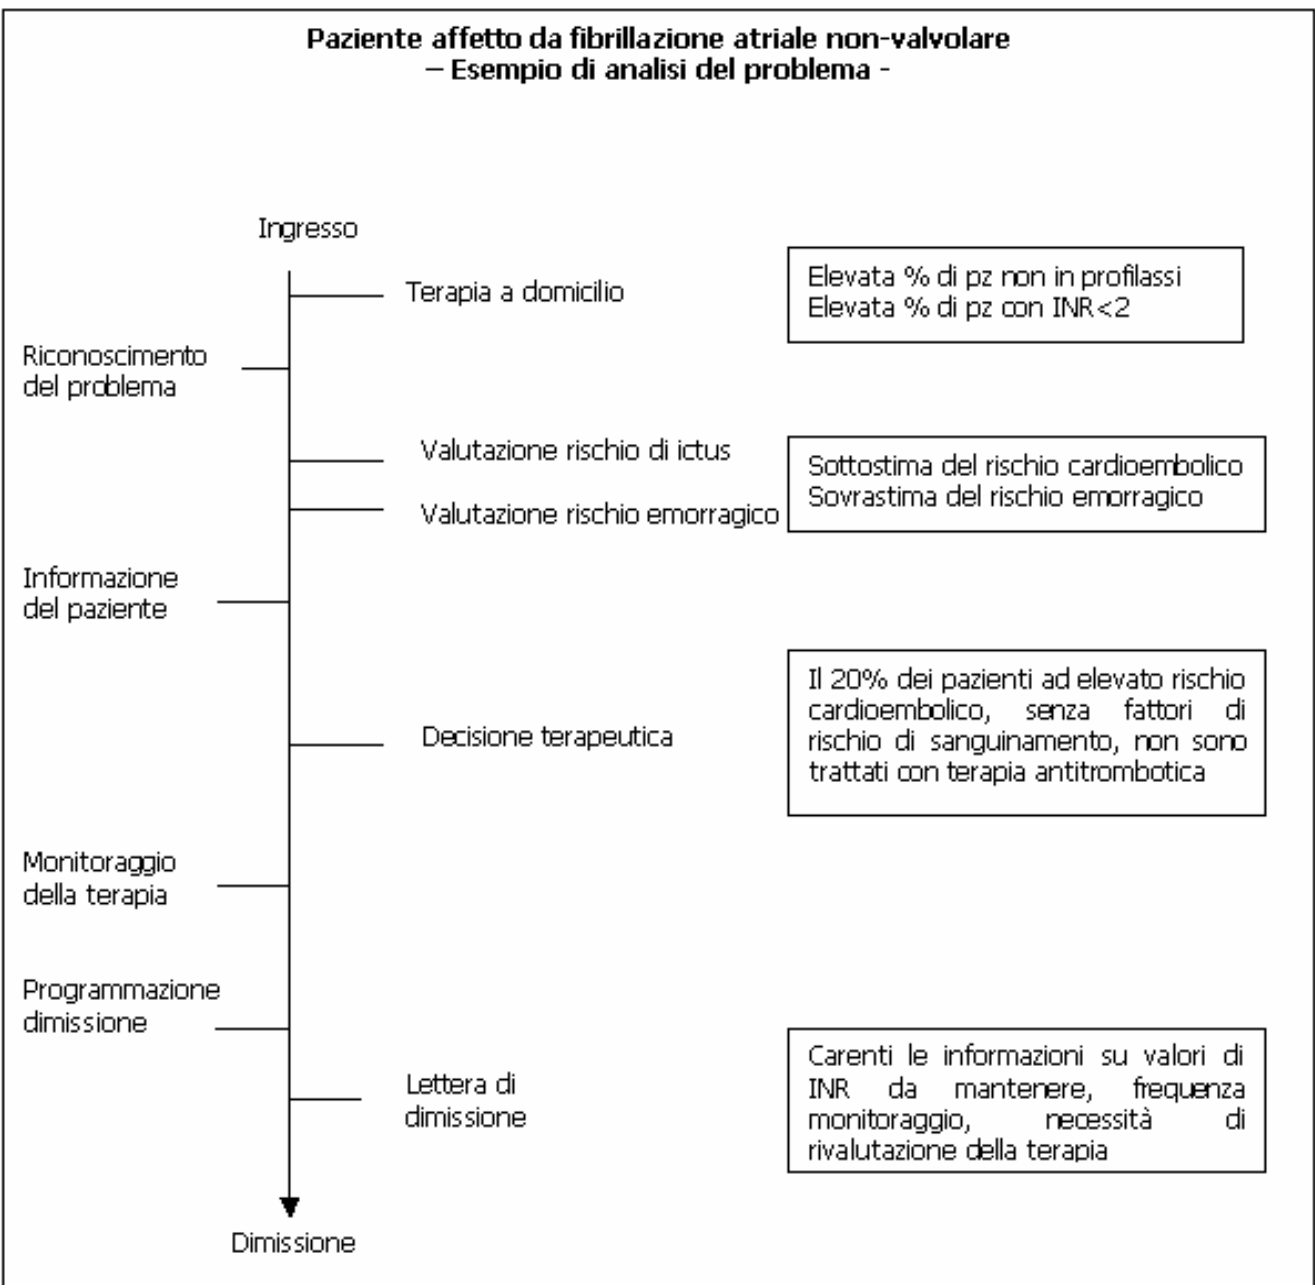 Paziente affetto da fibrillazione atriale non-valvolare
– Esempio di analisi del problema -
Ingresso
Terapia a domicilio
Elevata % di pz non in profilassi
Elevata % di pz con INR<2
Riconoscimento
del problema
Valutazione rischio di ictus
Valutazione rischio emorragico
Sottostima del rischio cardioembolico
Sovrastima del rischio emorragico
Informazione
del paziente
Decisione terapeutica
Il 20% dei pazienti ad elevato rischio
cardioembolico, senza fattori di
rischio di sanguinamento, non sono
trattati con terapia antitrombotica
Monitoraggio
della terapia
Programmazione
dimissione
Lettera di
dimissione
Carenti le informazioni su valori di
INR da mantenere, frequenza
monitoraggio, necessità di
rivalutazione della terapia
Dimissione